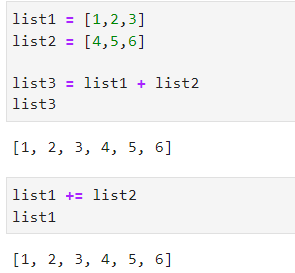 list1 = [1,2,3]
list2 = [4,5,6]
list3 = list1 + list2
list3
[1, 2, 3, 4, 5, 6]
list1 += list2
list1
[1, 2, 3, 4, 5, 6]